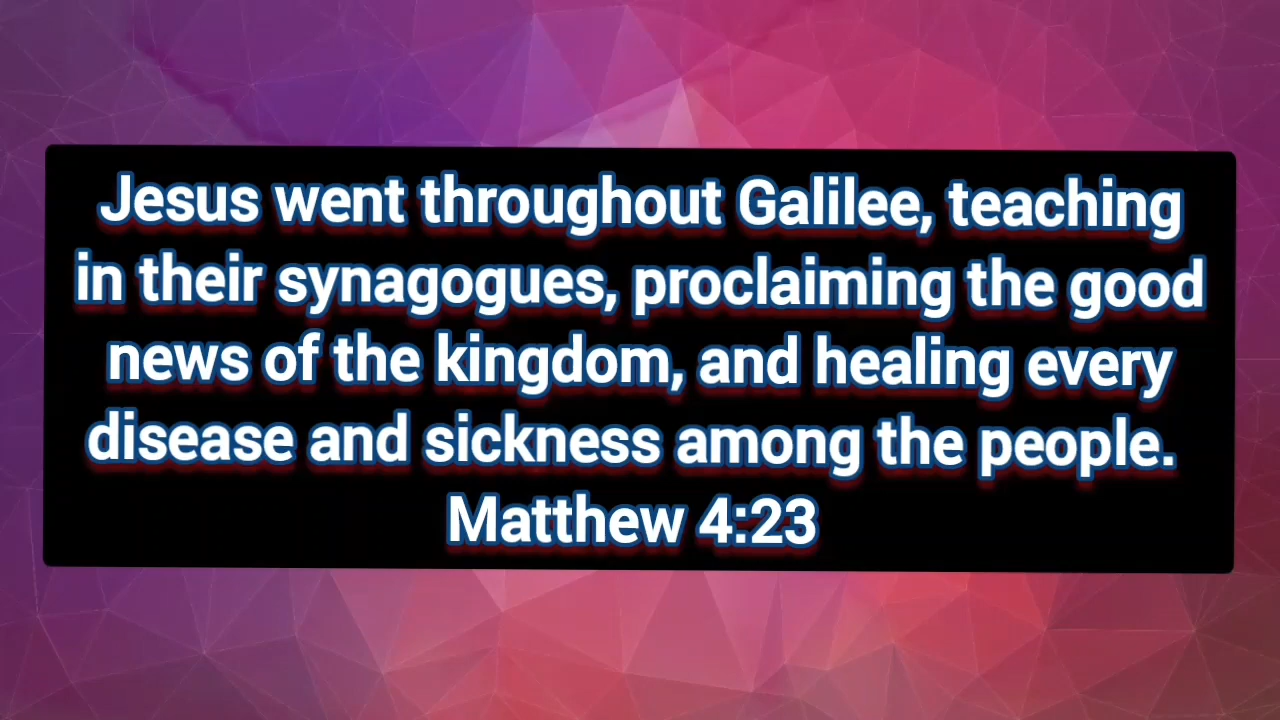 Jesus went throughout Galilee, teaching
in their synagogues, proclaiming the good
news of the kingdom, and healing every
disease and sickness among the people.
Matthew 4:23